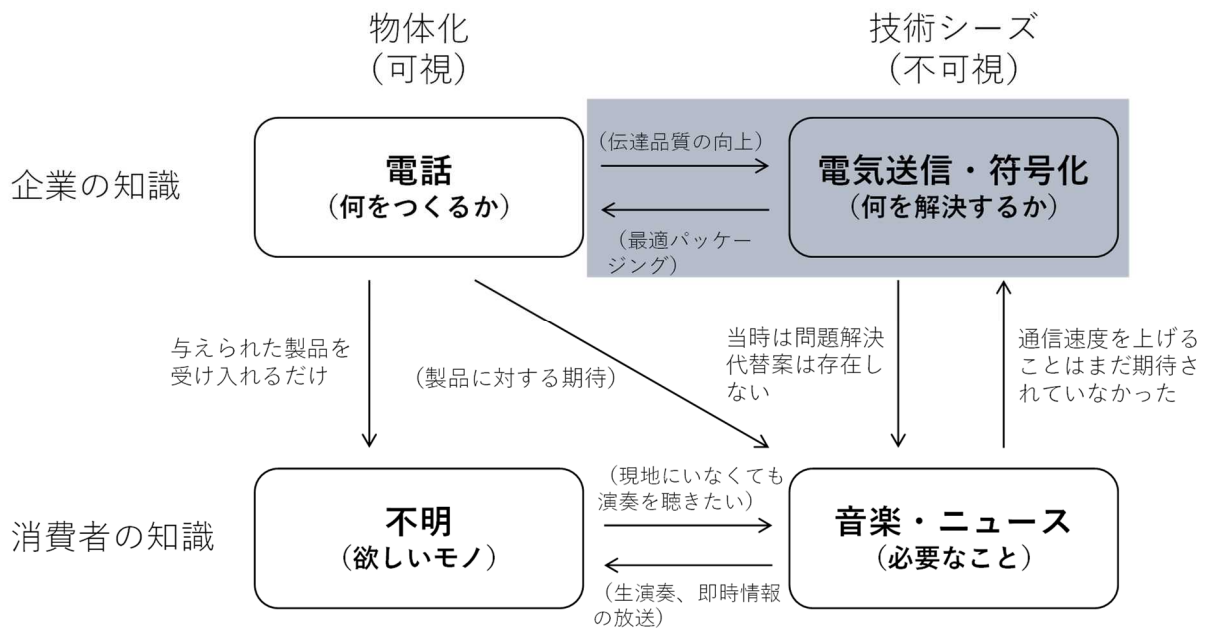 物体化
（可視）
技術シーズ
（不可視）
企業の知識
電話
（何をつくるか）
（伝達品質の向上）
（最適パッケー
ジング）
電気送信・符号化
（何を解決するか）
与えられた製品を
受け入れるだけ
（製品に対する期待）
当時は問題解決
代替案は存在し
ない
通信速度を上げる
ことはまだ期待さ
れていなかった
消費者の知識
不明
（欲しいモノ）
（現地にいなくても
演奏を聴きたい）
（生演奏、即時情報
の放送）
音楽・ニュース
（必要なこと）